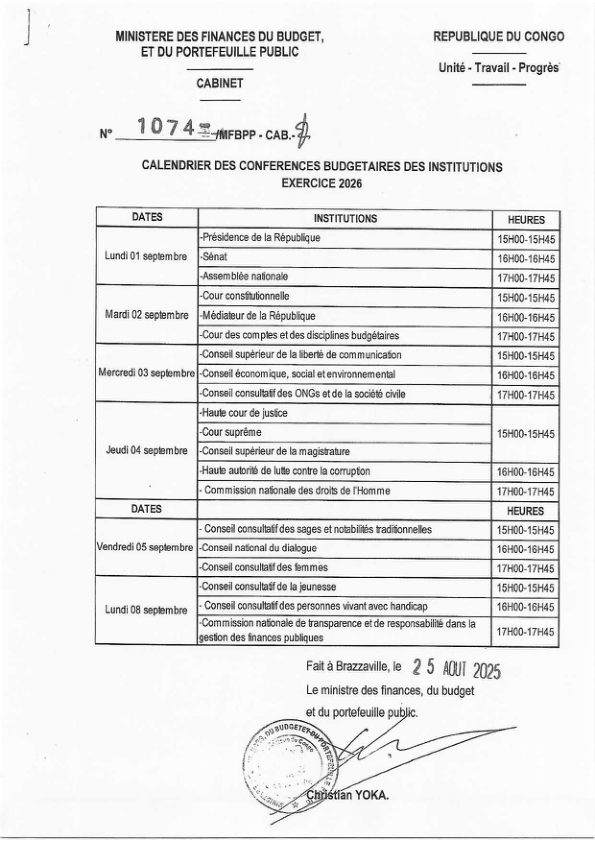 MINISTERE DES FINANCES DU BUDGET,
ET DU PORTEFEUILLE PUBLIC
CABINET
REPUBLIQUE DU CONGO
Unité - Travail - Progrès
N° 1074 /MFBPP - CAB.-
CALENDRIER DES CONFERENCES BUDGETAIRES DES INSTITUTIONS
EXERCICE 2026
DATES INSTITUTIONS HEURES
Lundi 01 septembre
-Présidence de la République 15H00-15H45
-Sénat 16H00-16H45
-Assemblée nationale 17H00-17H45
Mardi 02 septembre
-Cour constitutionnelle 15H00-15H45
-Médiateur de la République 16H00-16H45
-Cour des comptes et des disciplines budgétaires 17H00-17H45
Mercredi 03 septembre
-Conseil supérieur de la liberté de communication 15H00-15H45
-Conseil économique, social et environnemental 16H00-16H45
-Conseil consultatif des ONGs et de la société civile 17H00-17H45
Jeudi 04 septembre
-Haute cour de justice
-Cour suprême 15H00-15H45
-Conseil supérieur de la magistrature
-Haute autorité de lutte contre la corruption 16H00-16H45
- Commission nationale des droits de l'Homme 17H00-17H45
DATES HEURES
Vendredi 05 septembre
- Conseil consultatif des sages et notabilités traditionnelles 15H00-15H45
-Conseil national du dialogue 16H00-16H45
-Conseil consultatif des femmes 17H00-17H45
Lundi 08 septembre
-Conseil consultatif de la jeunesse 15H00-15H45
- Conseil consultatif des personnes vivant avec handicap 16H00-16H45
-Commission nationale de transparence et de responsabilité dans la
gestion des finances publiques 17H00-17H45
Fait à Brazzaville, le 25 AOUT 2025
Le ministre des finances, du budget
et du portefeuille public.
Christian YOKA.